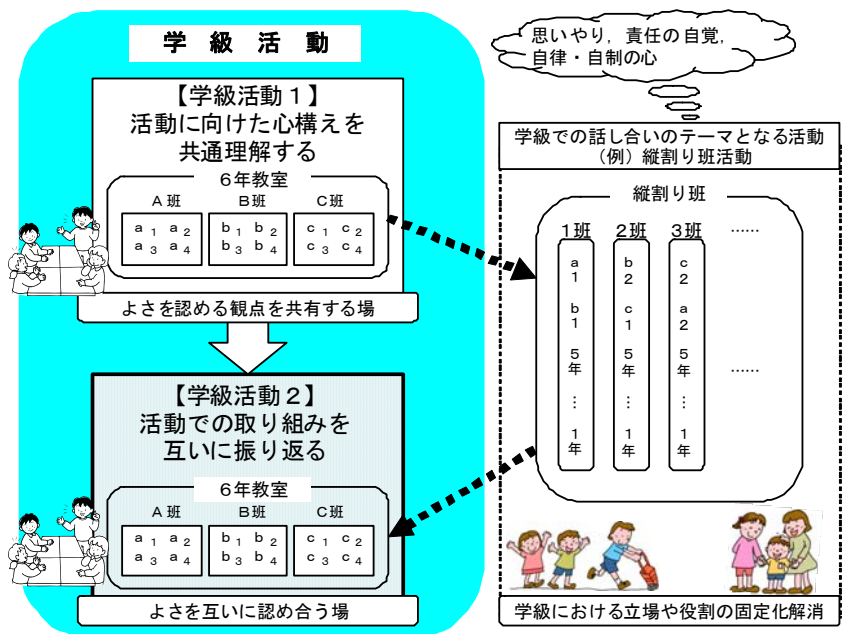 学級活動
【学級活動１】
活動に向けた心構えを
共通理解する
６年教室
Ａ班 Ｂ班 Ｃ班
a１ a２ b１ b２ c１ c２
a３ a４ b３ b４ c３ c４
よさを認める観点を共有する場
【学級活動２】
活動での取り組みを
互いに振り返る
６年教室
Ａ班 Ｂ班 Ｃ班
a１ a２ b１ b２ c１ c２
a３ a４ b３ b４ c３ c４
よさを互いに認め合う場
思いやり，責任の自覚，
自律・自制の心
学級での話し合いのテーマとなる活動
（例）縦割り班活動
縦割り班
１班 ２班 ３班 ……
a１ b１ ５年 … １年
b２ c１ ５年 … １年
c２ a２ ５年 … １年
……
学級における立場や役割の固定化解消